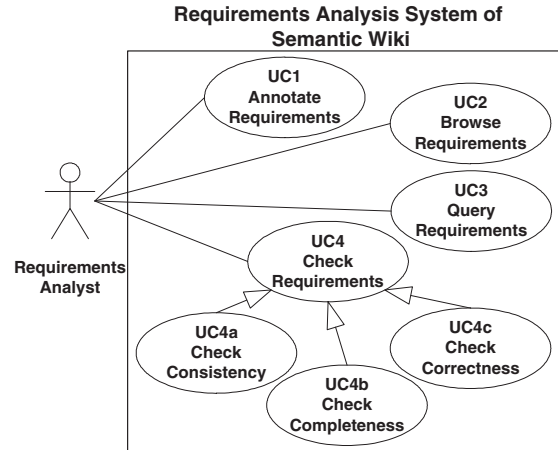 Requirements Analysis System of
Semantic Wiki
UC1
Annotate
Requirements
UC2
Browse
Requirements
UC3
Query
Requirements
Requirements
Analyst
UC4
Check
Requirements
UC4a
Check
Consistency
UC4b
Check
Completeness
UC4c
Check
Correctness